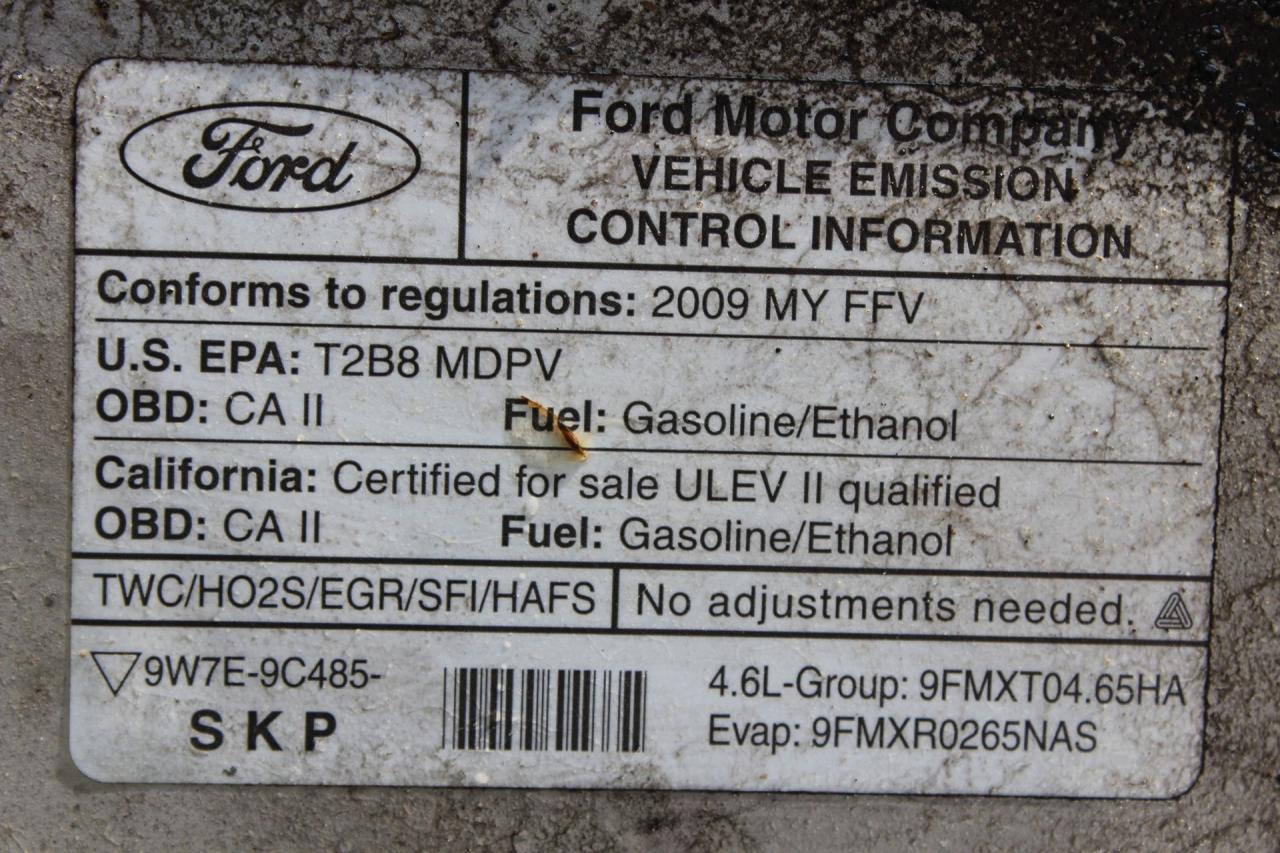 Ford
Ford Motor Company
VEHICLE EMISSION
CONTROL INFORMATION
Conforms to regulations: 2009 MY FFV
U.S. EPA: T2B8 MDPV
OBD: CA II Fuel: Gasoline/Ethanol
California: Certified for sale ULEV II qualified
OBD: CA II Fuel: Gasoline/Ethanol
TWC/HO2S/EGR/SFI/HAFS No adjustments needed.
9W7E-9C485-
SKP
4.6L-Group: 9FMXT04.65HA
Evap: 9FMXR0265NAS